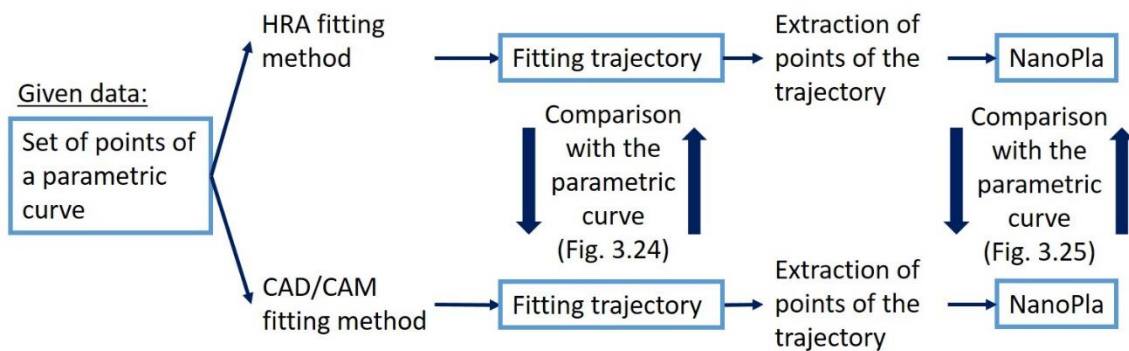 Given data:
Set of points of
a parametric
curve
HRA fitting
method
Fitting trajectory
Extraction of
points of the
trajectory
NanoPla
Comparison
with the
parametric
curve
(Fig. 3.24)
Comparison
with the
parametric
curve
(Fig. 3.25)
CAD/CAM
fitting method
Fitting trajectory
Extraction of
points of the
trajectory
NanoPla